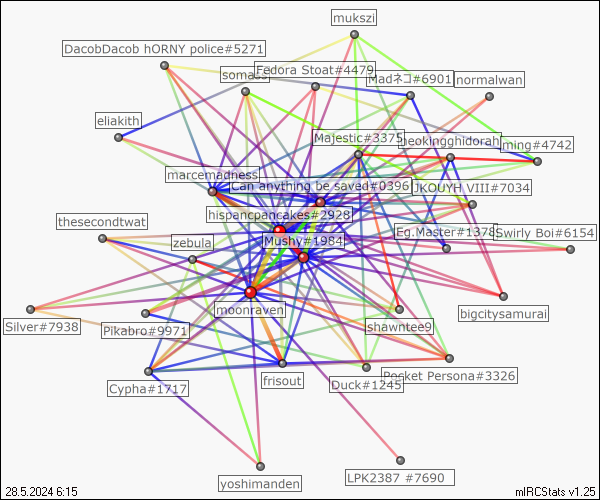 mukszi
DacobDacob hORNY police#5271
Fedora Stoat#4479
somass
Madネコ#6901
normalwan
eliakith
Majestic#3375
heokingghidorah
ming#4742
marcemadness
Can anything be saved#0396
JKOUYH_VIII#7034
hispancpancakes#2928
thesecondtwat
zebula
Mushy#1984
Eg.Master#1378
Swirly Boi#6154
moonraven
bigcitysamurai
Silver#7938
Pikabro#9971
shawntee9
Cypha#1717
frisout
Duck#1245
Pocket Persona#3326
yoshimanden
LPK2387 #7690
28.5.2024 6:15
mIRCStats v1.25